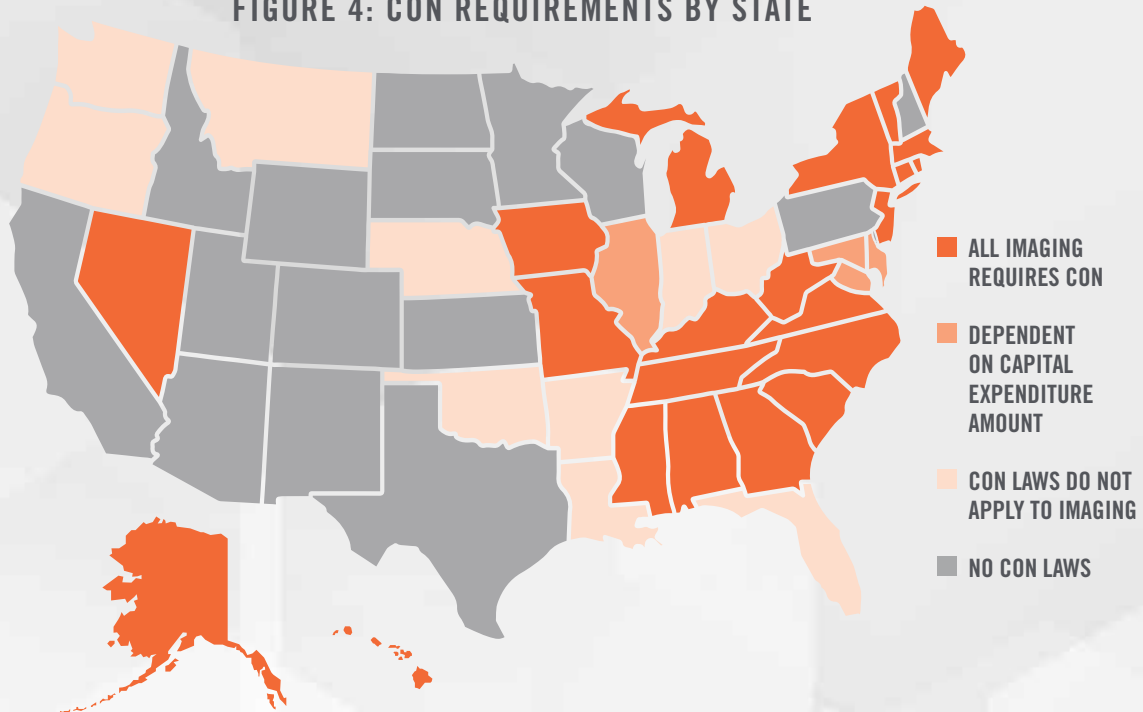 FIGURE 4: CON REQUIREMENTS BY STATE
ALL IMAGING
REQUIRES CON
DEPENDENT
ON CAPITAL
EXPENDITURE
AMOUNT
CON LAWS DO NOT
APPLY TO IMAGING
NO CON LAWS